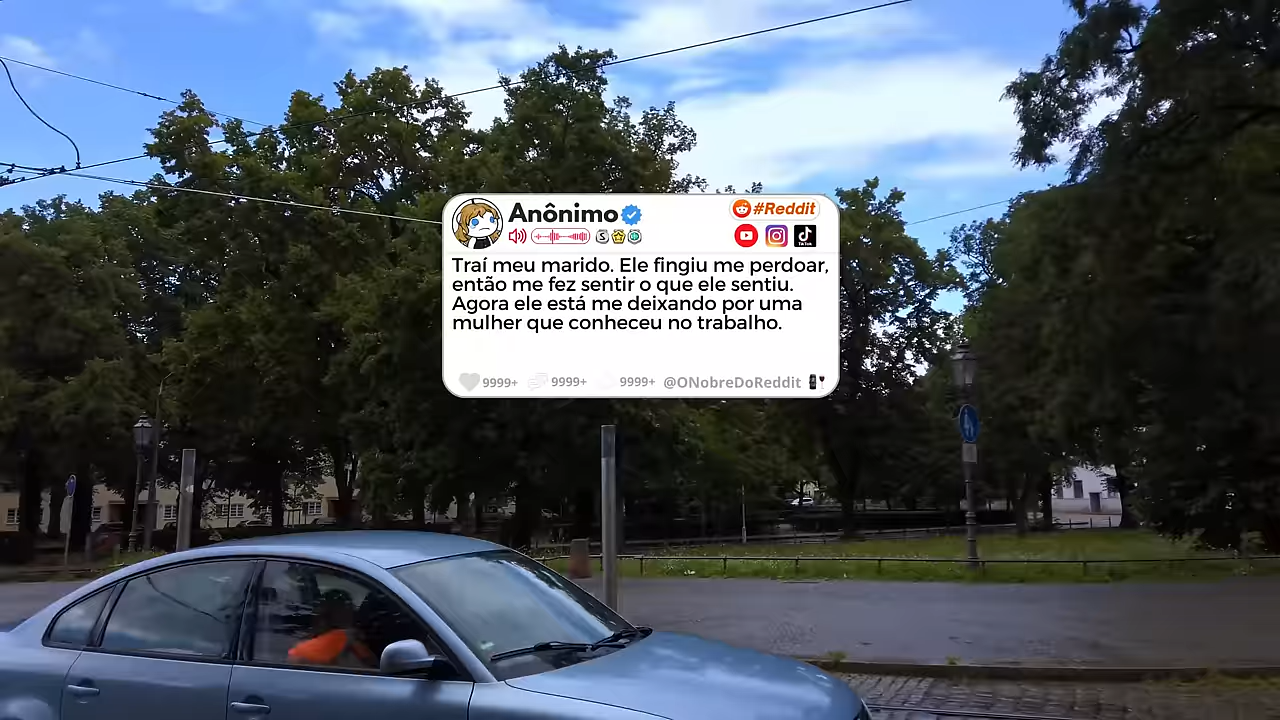 Anônimo
#Reddit
TikTok
Traí meu marido. Ele fingiu me perdoar,
então me fez sentir o que ele sentiu.
Agora ele está me deixando por uma
mulher que conheceu no trabalho.
9999+ 9999+ 9999+ @ONobreDoReddit